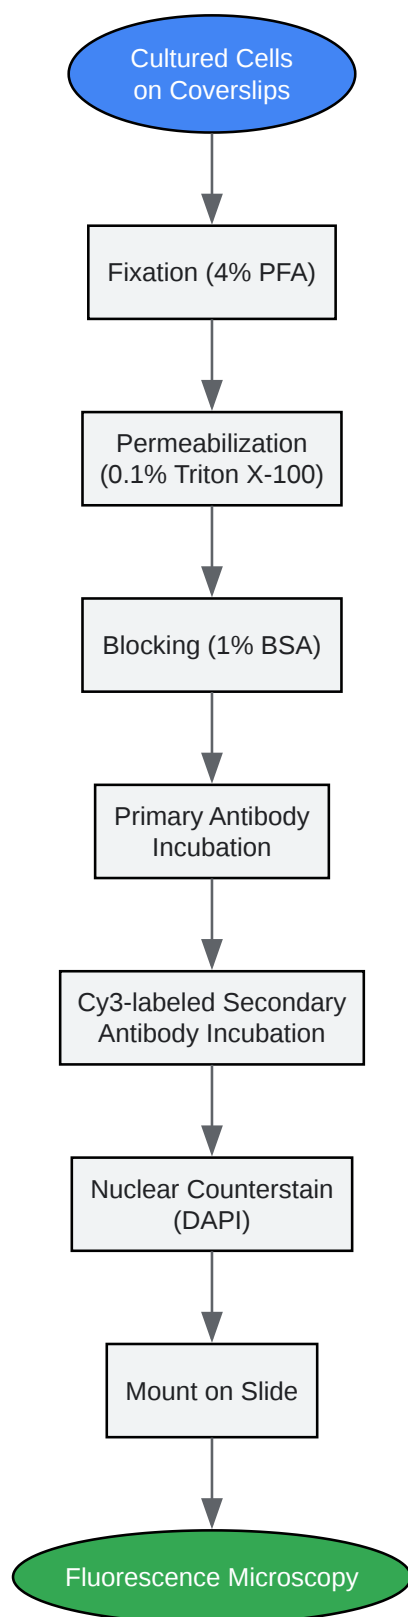 Cultured Cells
on Coverslips
Fixation (4% PFA)
Permeabilization
(0.1% Triton X-100)
Blocking (1% BSA)
Primary Antibody
Incubation
Cy3-labeled Secondary
Antibody Incubation
Nuclear Counterstain
(DAPI)
Mount on Slide
Fluorescence Microscopy